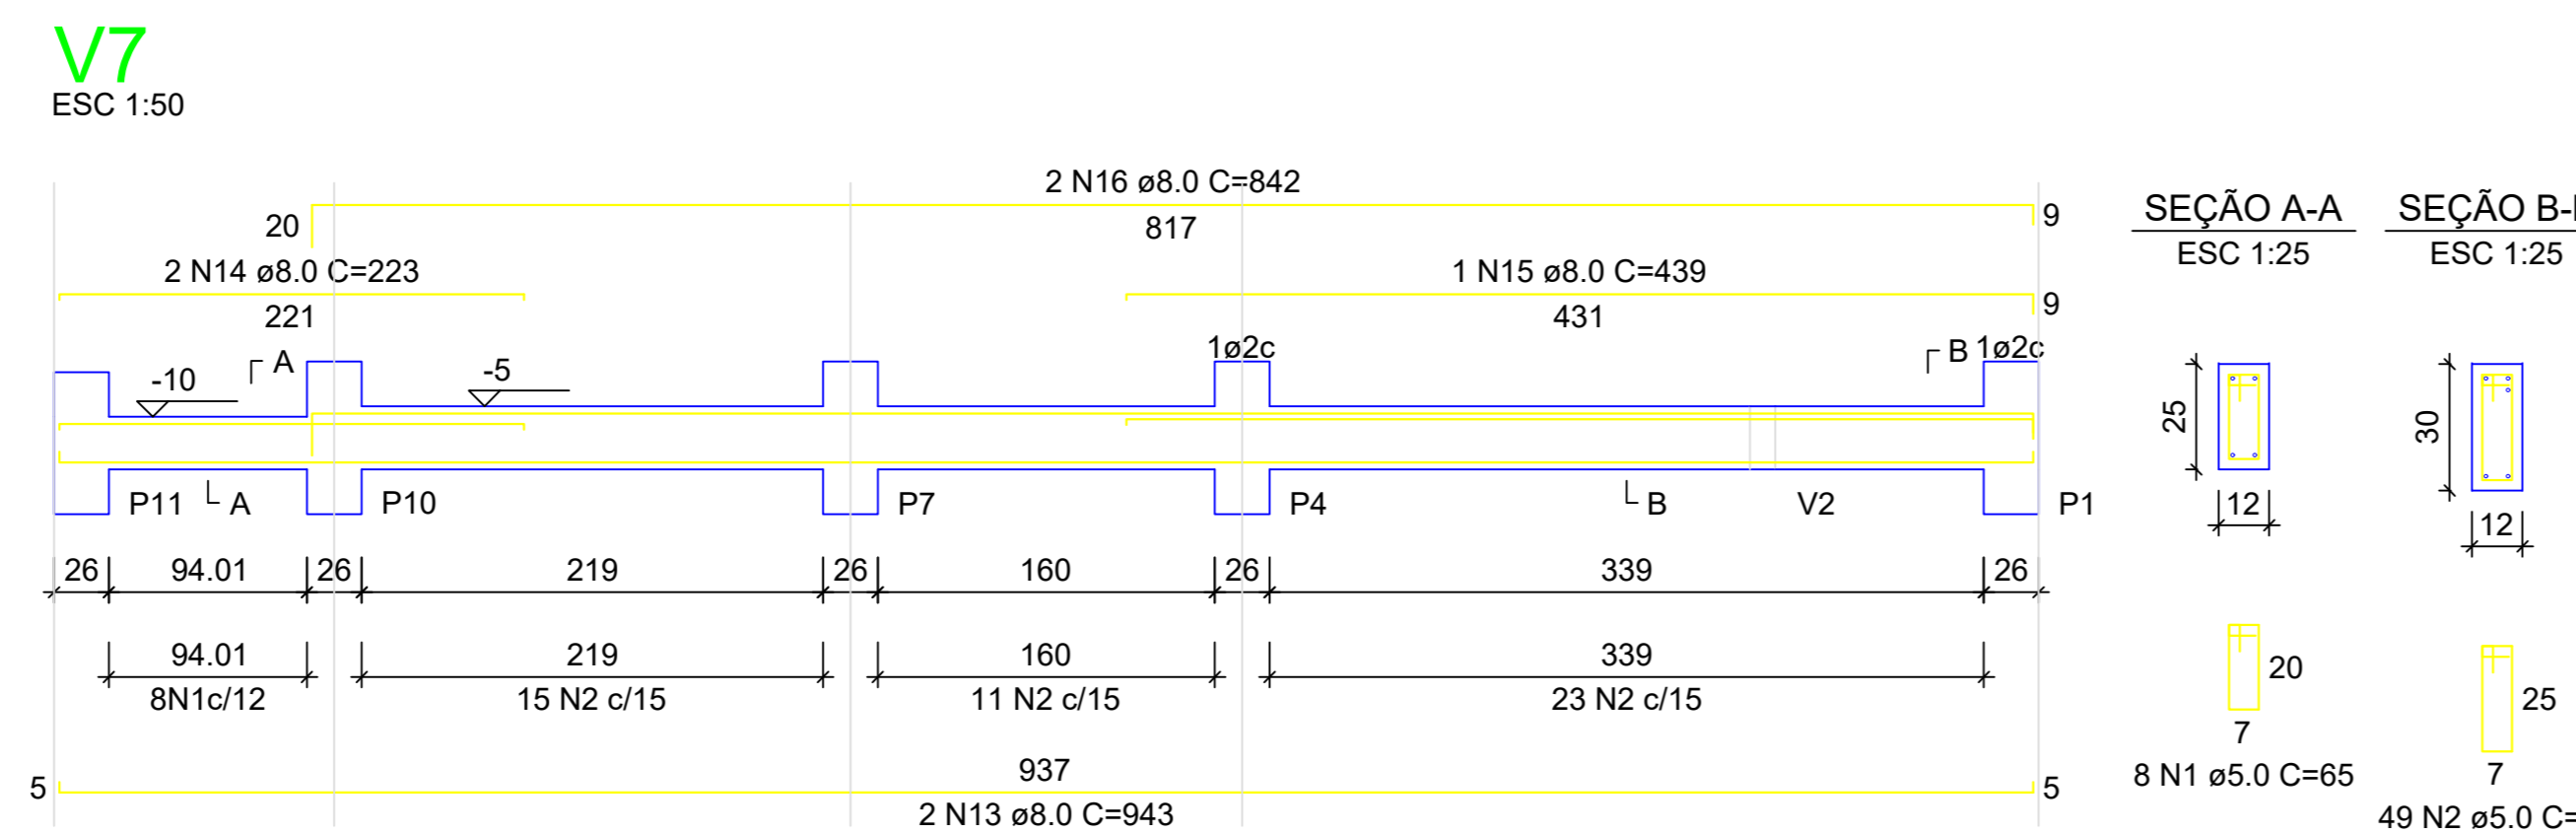 V7
ESC 1:50
2 N16 ø8.0 C=842
20
817
9
2 N14 ø8.0 C=223
221
1 N15 ø8.0 C=439
431
9
-10
A
-5
1ø2c
B
1ø2c
P11
A
P10
P7
P4
B
V2
P1
26
94.01
26
219
26
160
26
339
26
94.01
219
160
339
8N1c/12
15 N2 c/15
11 N2 c/15
23 N2 c/15
5
937
5
2 N13 ø8.0 C=943
SEÇÃO A-A
ESC 1:25
25
12
20
7
8 N1 ø5.0 C=65
SEÇÃO B-
ESC 1:25
30
12
25
7
49 N2 ø5.0 C=